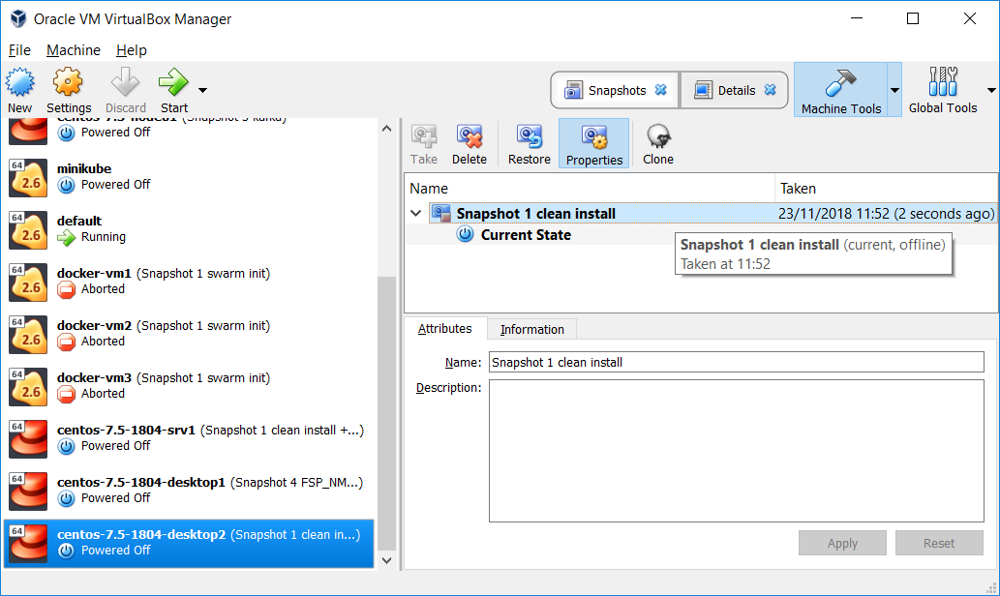 Oracle VM VirtualBox Manager
File Machine Help
New Settings Discard Start
Snapshots Details Machine Tools Global Tools
(Snapshot 3 kafka)
Powered Off
64
2.6
minikube
Powered Off
64
2.6
default
Running
64
2.6
docker-vm1 (Snapshot 1 swarm init)
Aborted
64
2.6
docker-vm2 (Snapshot 1 swarm init)
Aborted
64
2.6
docker-vm3 (Snapshot 1 swarm init)
Aborted
64
centos-7.5-1804-srv1 (Snapshot 1 clean install +...)
Powered Off
64
centos-7.5-1804-desktop1 (Snapshot 4 FSP_NM...)
Powered Off
64
centos-7.5-1804-desktop2 (Snapshot 1 clean in...)
Powered Off
Take Delete Restore Properties Clone
Name Taken
Snapshot 1 clean install 23/11/2018 11:52 (2 seconds ago)
Current State
Snapshot 1 clean install (current, offline)
Taken at 11:52
Attributes Information
Name: Snapshot 1 clean install
Description:
Apply Reset